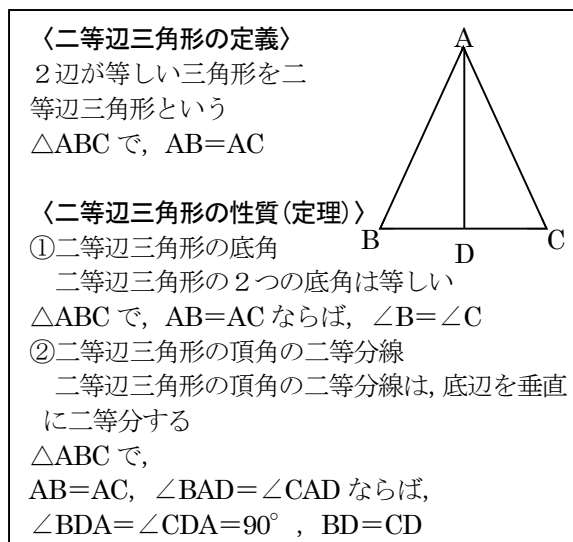 〈二等辺三角形の定義〉
２辺が等しい三角形を二
等辺三角形という
△ABC で，AB＝AC
A
B
D
C
〈二等辺三角形の性質(定理)〉
①二等辺三角形の底角
二等辺三角形の２つの底角は等しい
△ABC で，AB＝AC ならば，∠B＝∠C
②二等辺三角形の頂角の二等分線
二等辺三角形の頂角の二等分線は，底辺を垂直
に二等分する
△ABC で，
AB＝AC，∠BAD＝∠CAD ならば，
∠BDA＝∠CDA＝90°，BD＝CD